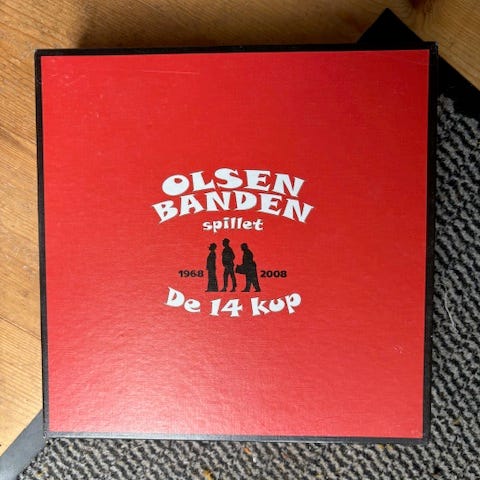 OLSEN
BANDEN
spillet
1968 2008
De 14 kup